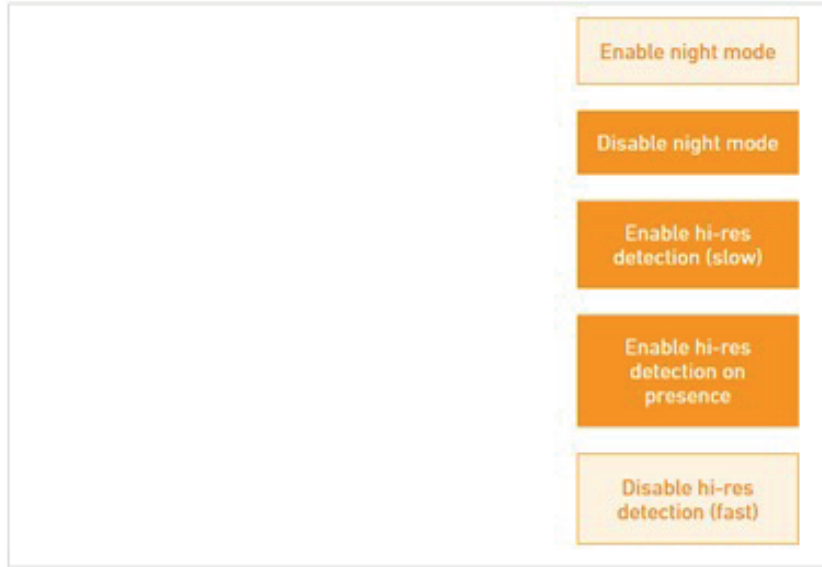 Enable night mode
Disable night mode
Enable hi-res
detection (slow)
Enable hi-res
detection on
presence
Disable hi-res
detection (fast)